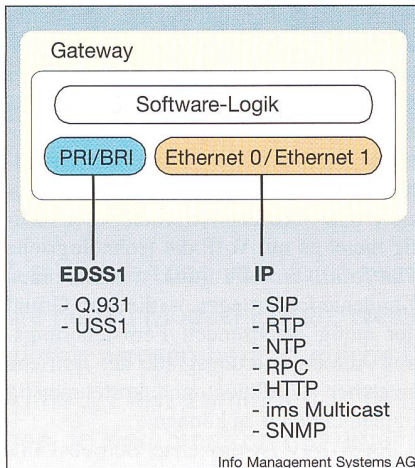 Gateway
Software-Logik
PRI/BRI
Ethernet 0/Ethernet 1
EDSS1
- Q.931
- USS1
IP
- SIP
- RTP
- NTP
- RPC
- HTTP
- ims Multicast
- SNMP
Info Management Systems AG